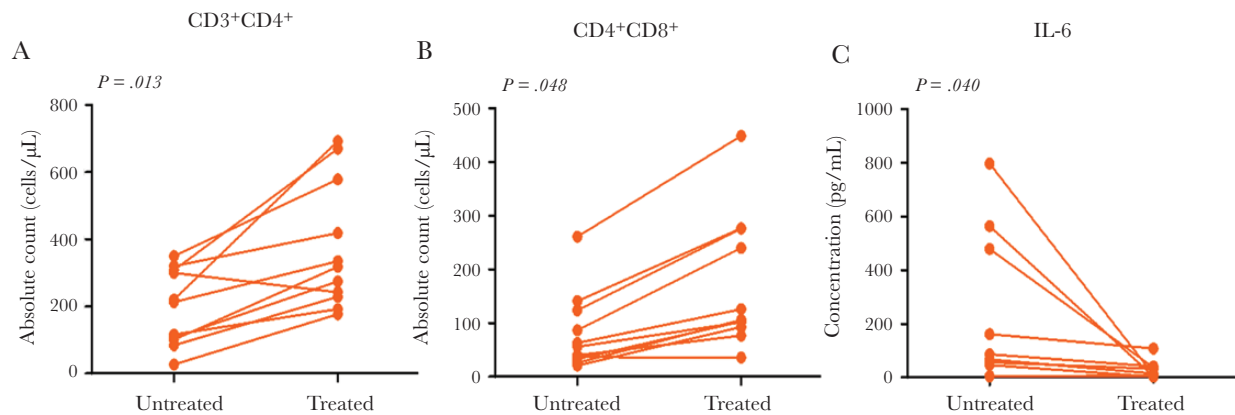 CD3⁺CD4⁺
A
P = .013
Absolute count (cells/μL)
800
600
400
200
0
Untreated Treated
CD4⁺CD8⁺
B
P = .048
Absolute count (cells/μL)
500
400
300
200
100
0
Untreated Treated
IL-6
C
P = .040
Concentration (pg/mL)
1000
800
600
400
200
0
Untreated Treated